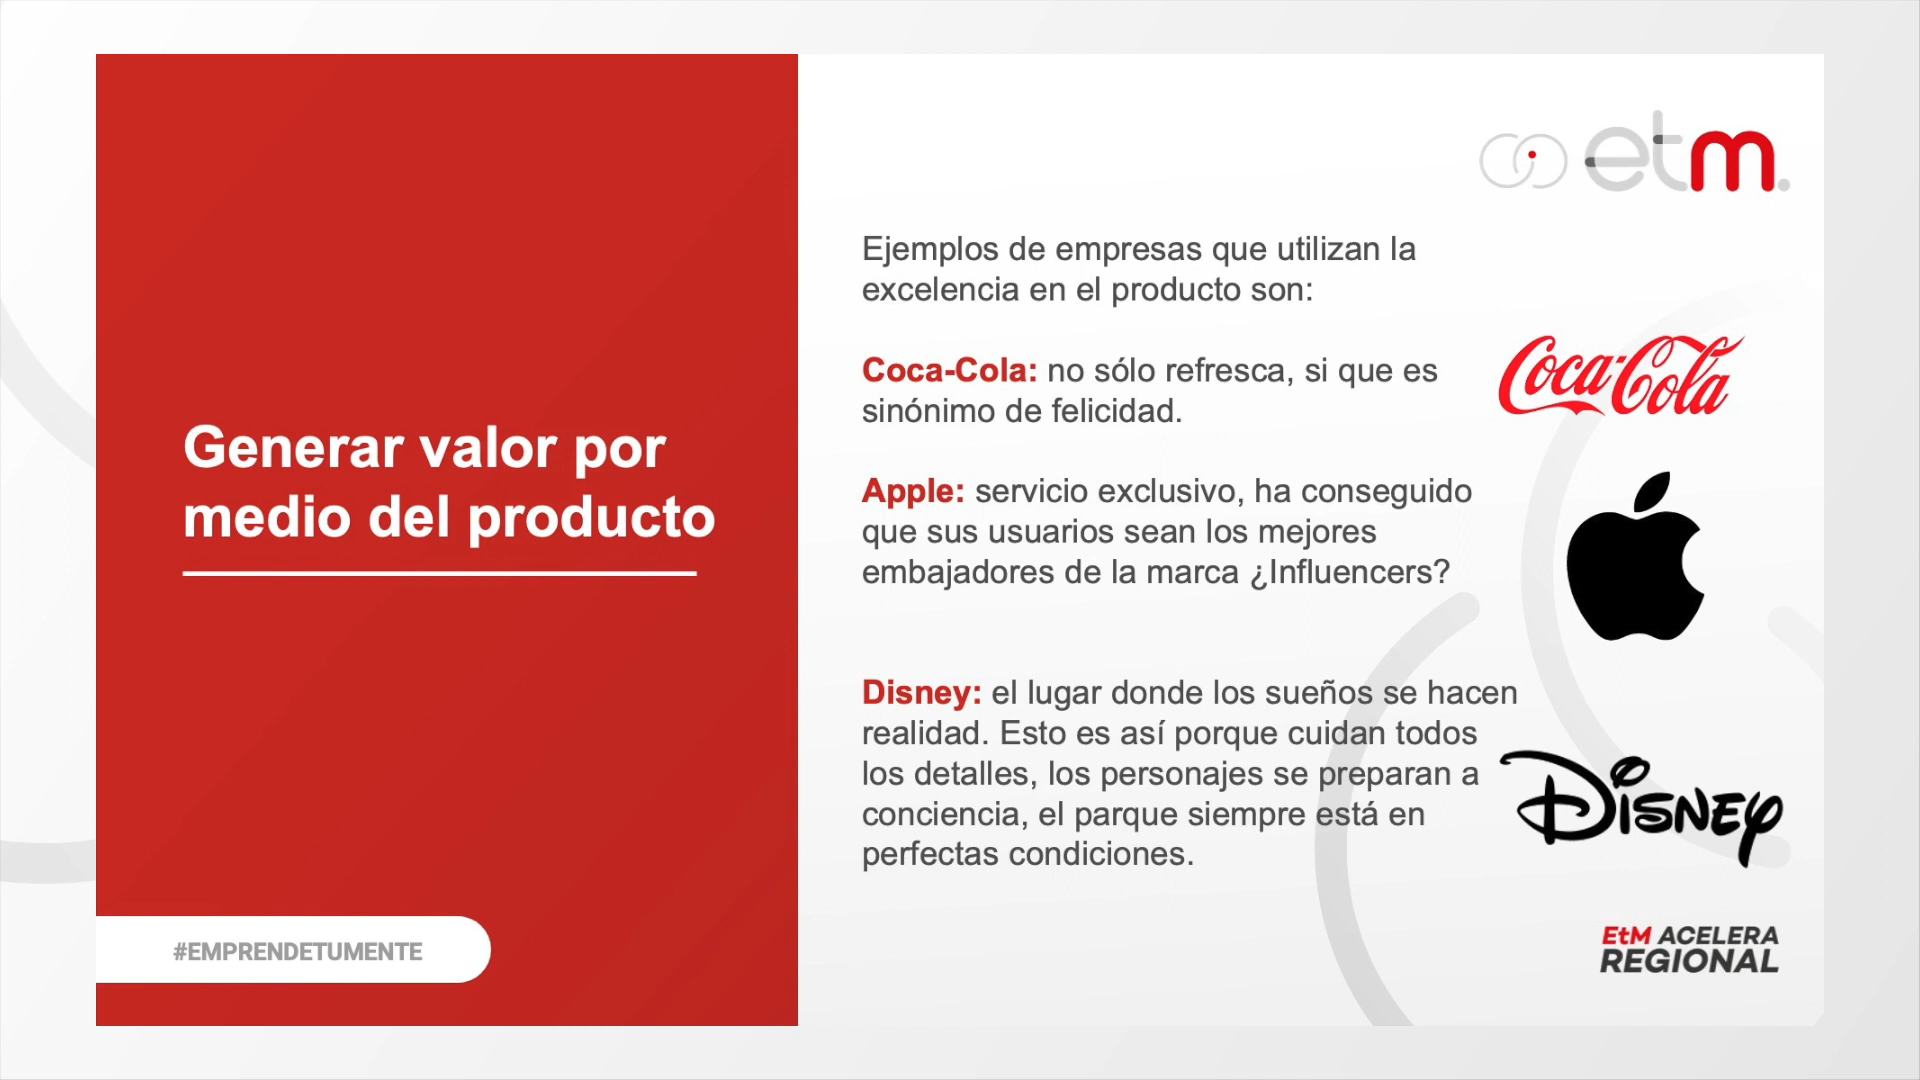 etm.
Generar valor por
medio del producto
#EMPRENDETUMENTE
Ejemplos de empresas que utilizan la
excelencia en el producto son:
Coca-Cola: no sólo refresca, si que es
sinónimo de felicidad.
Coca-Cola
Apple: servicio exclusivo, ha conseguido
que sus usuarios sean los mejores
embajadores de la marca ¿Influencers?
Disney: el lugar donde los sueños se hacen
realidad. Esto es así porque cuidan todos
los detalles, los personajes se preparan a
conciencia, el parque siempre está en
perfectas condiciones.
Disney
EtM ACELERA
REGIONAL